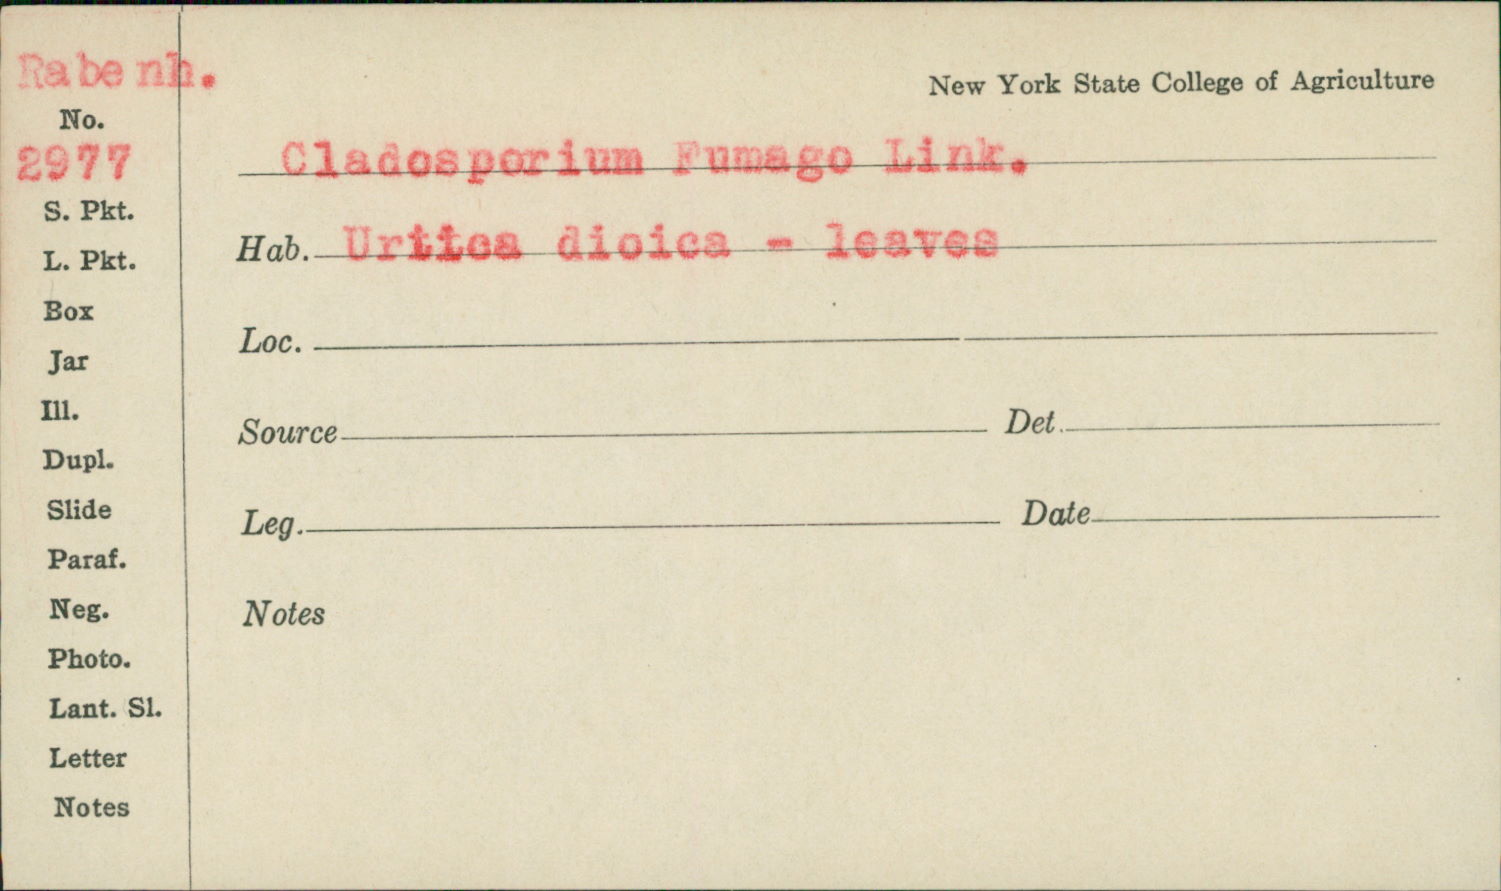 Rabenh.
New York State College of Agriculture
No.
2977
Cladosporium Fumago Link.
S. Pkt.
Hab. Urtica dioica - leaves
L. Pkt.
Box
Loc.
Jar
Ill.
Source Det.
Dupl.
Slide
Leg. Date
Paraf.
Neg.
Notes
Photo.
Lant. Sl.
Letter
Notes